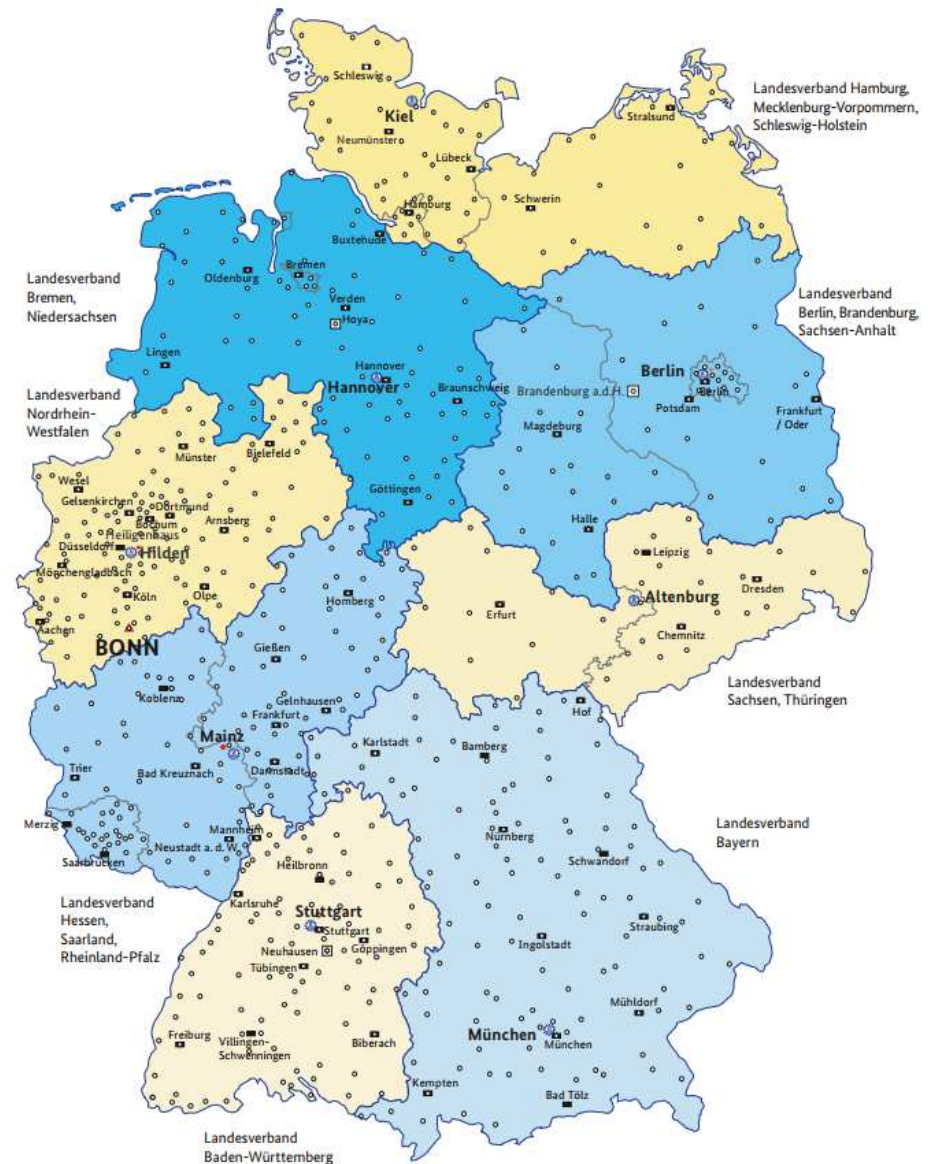 Schleswig
Kiel
Neumünster
Lübeck
Hamburg
Stralsund
Schwerin
Landesverband Hamburg,
Mecklenburg-Vorpommern,
Schleswig-Holstein
Buxtehude
Bremen
Oldenburg
Verden
Hoya
Landesverband
Bremen,
Niedersachsen
Lingen
Hannover
Hannover
Braunschweig
Göttingen
Landesverband
Berlin, Brandenburg,
Sachsen-Anhalt
Berlin
Berlin
Brandenburg a.d.H.
Potsdam
Frankfurt
/ Oder
Magdeburg
Halle
Landesverband
Nordrhein-
Westfalen
Münster
Bielefeld
Wesel
Gelsenkirchen
Dortmund
Bochum
Heiligenhaus
Arnsberg
Düsseldorf
Hilden
Mönchengladbach
Köln
Olpe
Aachen
BONN
Leipzig
Dresden
Altenburg
Erfurt
Chemnitz
Landesverband
Sachsen, Thüringen
Homberg
Gießen
Koblenz
Gelnhausen
Frankfurt
Mainz
Trier
Bad Kreuznach
Darmstadt
Merzig
Saarbrücken
Neustadt a. d. W.
Mannheim
Landesverband
Hessen,
Saarland,
Rheinland-Pfalz
Hof
Karlstadt
Bamberg
Nürnberg
Schwandorf
Landesverband
Bayern
Straubing
Ingolstadt
Mühldorf
München
München
Kempten
Bad Tölz
Heilbronn
Karlsruhe
Stuttgart
Stuttgart
Neuhausen
Göppingen
Tübingen
Freiburg
Villingen-
Schwenningen
Biberach
Landesverband
Baden-Württemberg